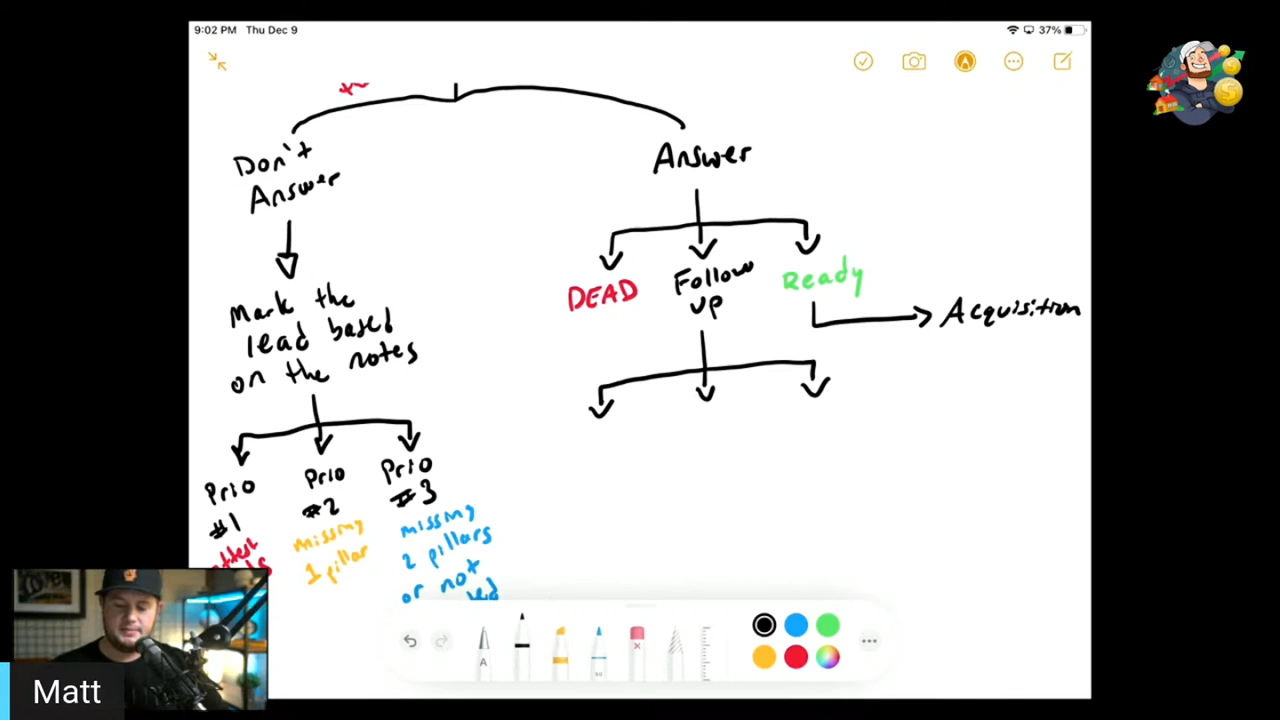 9:02 PM Thu Dec 9
37%
Don't
Answer
Answer
Mark the
lead based
on the notes
DEAD
Follow
up
Ready
Acquisition
Prio
#1
Prio
#2
missing
1 pillar
Prio
#3
missing
2 pillars
or not
A
Matt